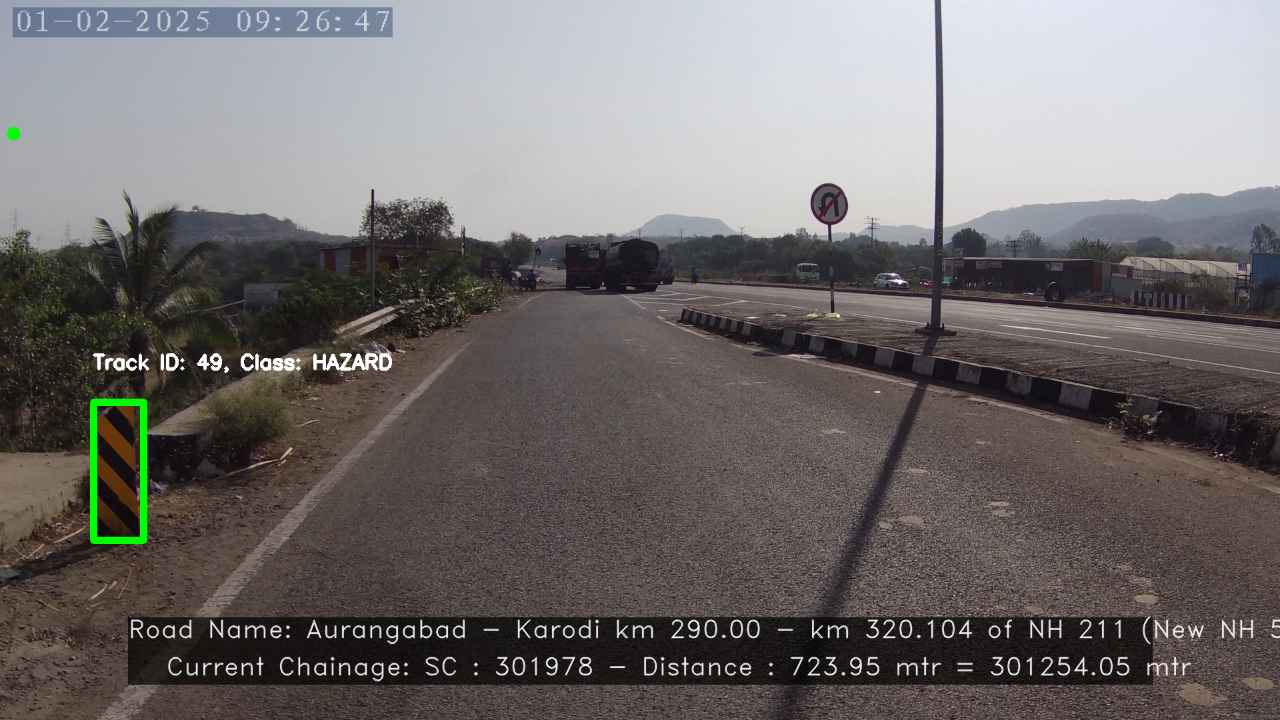 01-02-2025 09:26:47
Track ID: 49, Class: HAZARD
Road Name: Aurangabad - Karodi km 290.00 - km 320.104 of NH 211 (New NH 5
Current Chainage: SC : 301978 - Distance : 723.95 mtr = 301254.05 mtr